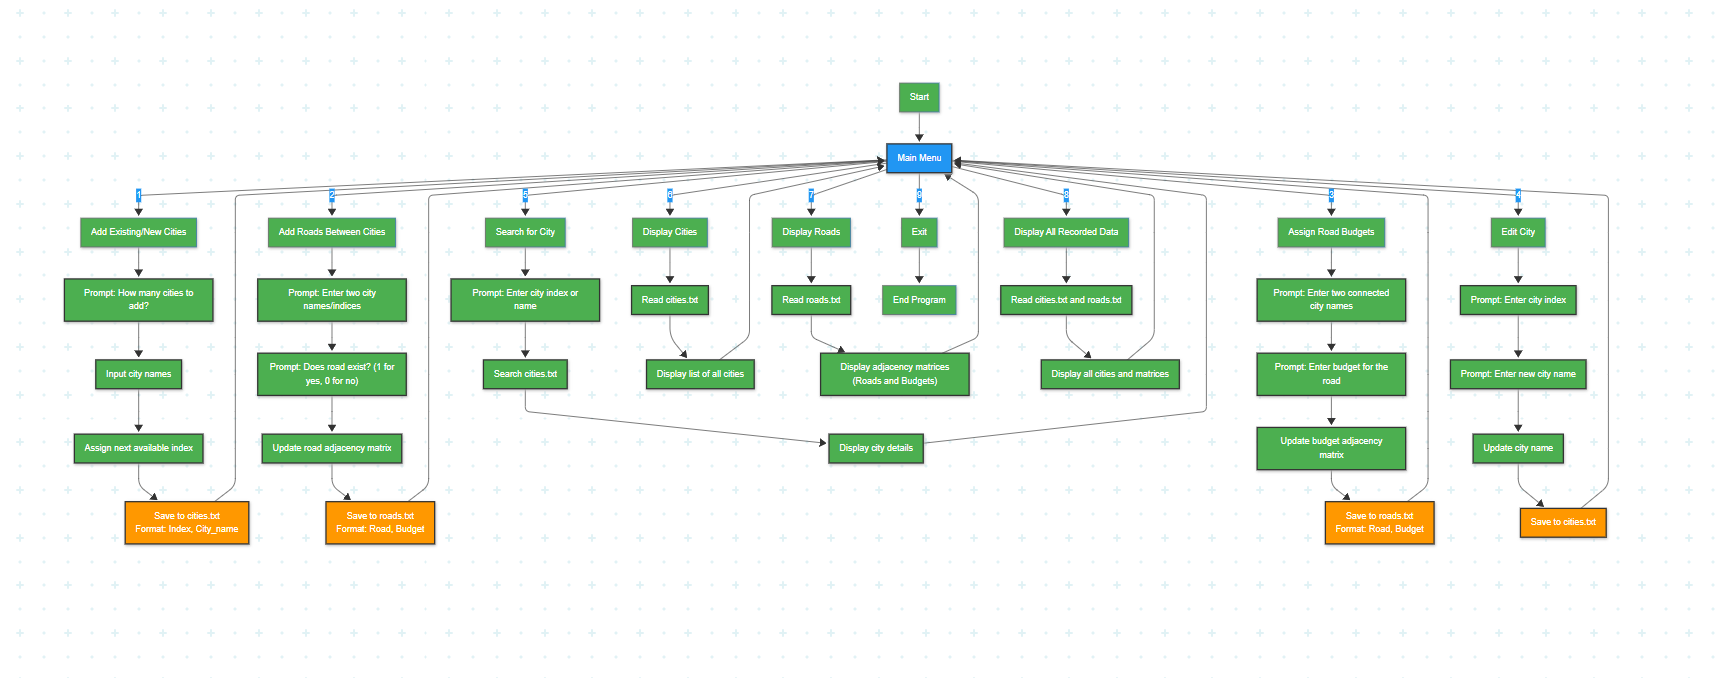 Start
Main Menu
1
2
5
6
7
9
8
3
4
Add Existing/New Cities
Add Roads Between Cities
Search for City
Display Cities
Display Roads
Exit
Display All Recorded Data
Assign Road Budgets
Edit City
Prompt: How many cities to
add?
Prompt: Enter two city
names/indices
Prompt: Enter city index or
name
Read cities.txt
Read roads.txt
End Program
Read cities.txt and roads.txt
Prompt: Enter two connected
city names
Prompt: Enter city index
Input city names
Prompt: Does road exist? (1 for
yes, 0 for no)
Search cities.txt
Display list of all cities
Display adjacency matrices
(Roads and Budgets)
Display all cities and matrices
Prompt: Enter budget for the
road
Prompt: Enter new city name
Assign next available index
Update road adjacency matrix
Display city details
Update budget adjacency
matrix
Update city name
Save to cities.txt
Format: Index, City_name
Save to roads.txt
Format: Road, Budget
Save to roads.txt
Format: Road, Budget
Save to cities.txt